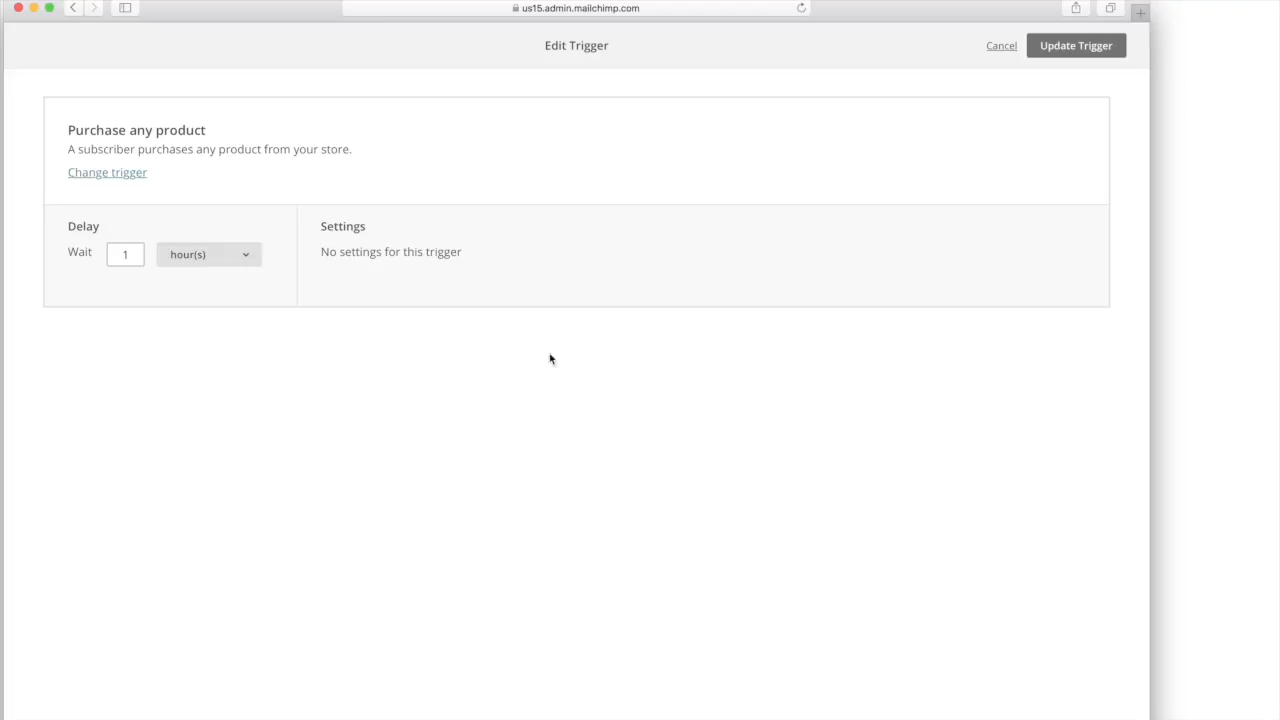 us15.admin.mailchimp.com
Edit Trigger
Cancel
Update Trigger
Purchase any product
A subscriber purchases any product from your store.
Change trigger
Delay
Wait 1 hour(s)
Settings
No settings for this trigger